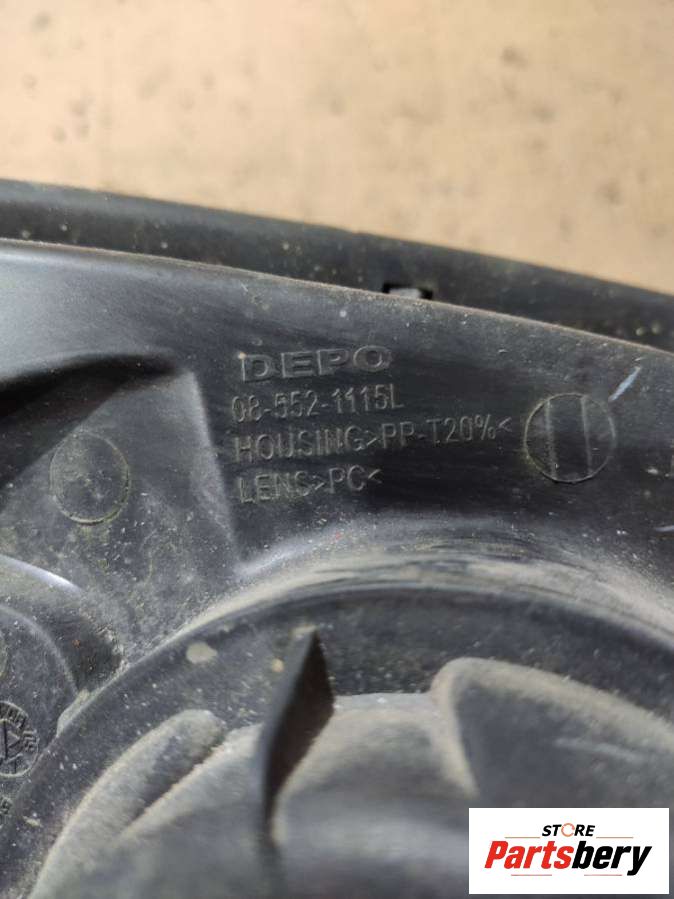 DEPO
08-552-1115L
HOUSING>PP-T20%<
LENS>PC<
STORE
Partsbery